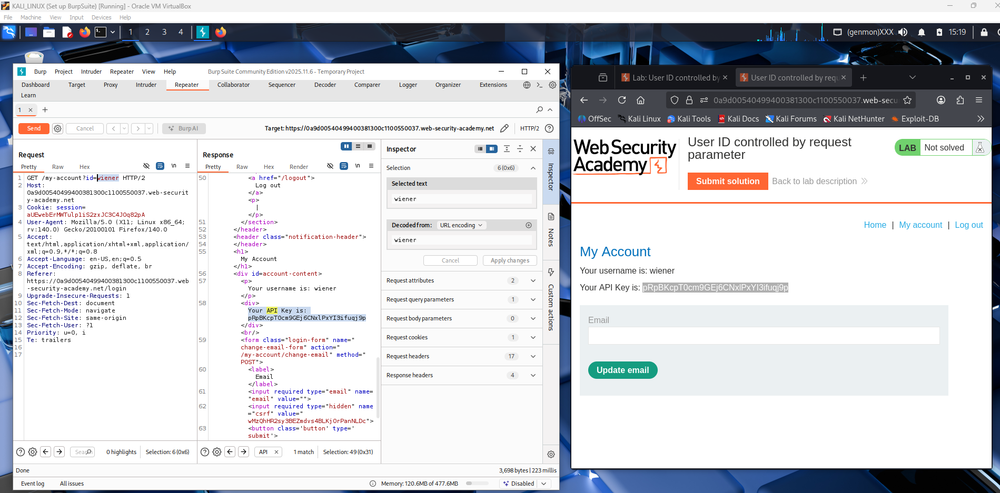 KALI_LINUX (Set up BurpSuite) [Running] - Oracle VM VirtualBox
File Machine View Input Devices Help
1 2 3 4
(genmon)XXX 15:19
Burp Project Intruder Repeater View Help Burp Suite Community Edition v2025.11.6 - Temporary Project
Dashboard Target Proxy Intruder Repeater Collaborator Sequencer Decoder Comparer Logger Organizer Extensions
Learn
1 × +
Send Cancel Burp AI Target: https://0a9d00540499400381300c1100550037.web-security-academy.net HTTP/2
Request
Pretty Raw Hex \n
1 GET /my-account?id=wiener HTTP/2
2 Host:
0a9d00540499400381300c1100550037.web-securit
y-academy.net
3 Cookie: session=
aUEwebErMWTulp1iS2zxJC3C4JOq82pA
4 User-Agent: Mozilla/5.0 (X11; Linux x86_64;
rv:140.0) Gecko/20100101 Firefox/140.0
5 Accept:
text/html,application/xhtml+xml,application/
xml;q=0.9,*/*;q=0.8
6 Accept-Language: en-US,en;q=0.5
7 Accept-Encoding: gzip, deflate, br
8 Referer:
https://0a9d00540499400381300c1100550037.web
-security-academy.net/login
9 Upgrade-Insecure-Requests: 1
10 Sec-Fetch-Dest: document
11 Sec-Fetch-Mode: navigate
12 Sec-Fetch-Site: same-origin
13 Sec-Fetch-User: ?1
14 Priority: u=0, i
15 Te: trailers
16
17
Search 0 highlights Selection: 6 (0x6)
Response
Pretty Raw Hex Render \n
50 <a href="/logout">
Log out
</a>
<p>
|
</p>
51 </section>
52 </header>
53 <header class="notification-header">
54 </header>
55 <h1>
My Account
</h1>
56 <div id=account-content>
57 <p>
Your username is: wiener
</p>
58 <div>
Your API Key is:
pRpBKcpT0cm9GEj6CNxlPxYI3ifuqj9p
</div>
<br/>
59 <form class="login-form" name="
change-email-form" action="
/my-account/change-email" method="
POST">
60 <label>
Email
</label>
61 <input required type="email" name=
"email" value="">
62 <input required type="hidden" name
="csrf" value="
wMzQhHR2sy3BEZmdvs4BLKjOrPanNLDc">
63 <button class='button' type='
submit'>
API × 1 match Selection: 49 (0x31)
Inspector
Selection 6 (0x6)
Selected text
wiener
Decoded from: URL encoding
wiener
Cancel Apply changes
Request attributes 2
Request query parameters 1
Request body parameters 0
Request cookies 1
Request headers 17
Response headers 4
Inspector
Notes
Custom actions
Done 3,698 bytes | 223 millis
Event log All issues Memory: 120.6MB of 477.6MB Disabled
Lab: User ID controlled by × User ID controlled by requ × +
0a9d00540499400381300c1100550037.web-secu
OffSec Kali Linux Kali Tools Kali Docs Kali Forums Kali NetHunter Exploit-DB
WebSecurity
Academy
User ID controlled by request
parameter
LAB Not solved
Submit solution Back to lab description
Home | My account | Log out
My Account
Your username is: wiener
Your API Key is: pRpBKcpT0cm9GEj6CNxlPxYI3ifuqj9p
Email
Update email